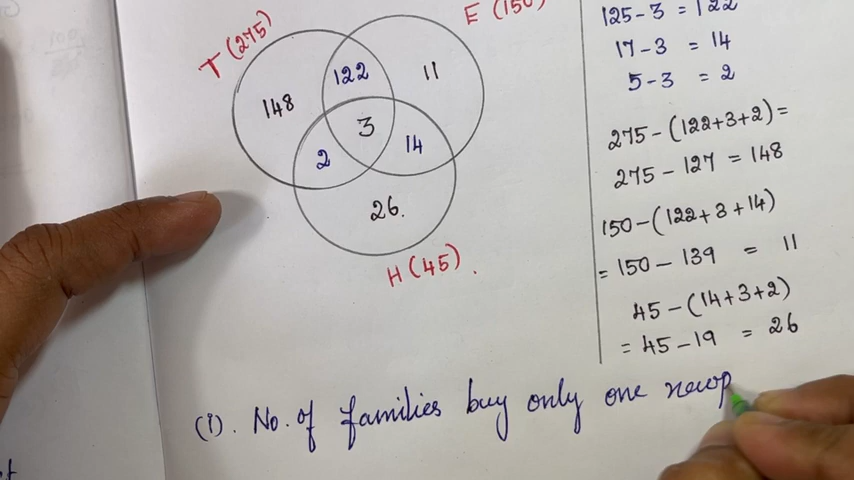 T (275)
E (150)
122
11
148
3
2
14
26.
H (45).
125 - 3 = 122
17 - 3 = 14
5 - 3 = 2
275 - (122+3+2) =
275 - 127 = 148
150 - (122+3+14)
= 150 - 139 = 11
45 - (14+3+2)
= 45 - 19 = 26
(i). No. of families buy only one newp